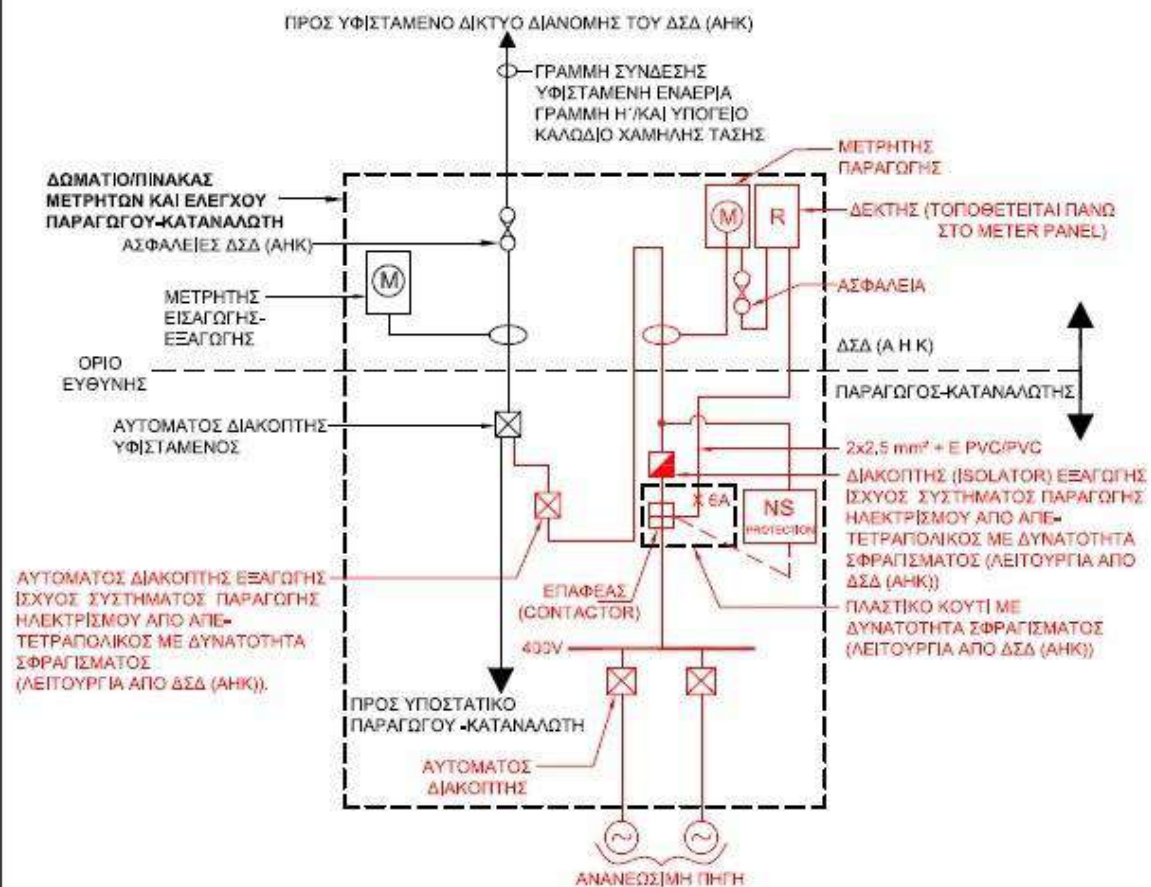 ΠΡΟΣ ΥΦΙΣΤΑΜΕΝΟ ΔΙΚΤΥΟ ΔΙΑΝΟΜΗΣ ΤΟΥ ΔΣΔ (ΑΗΚ)
ΓΡΑΜΜΗ ΣΥΝΔΕΣΗΣ
ΥΦΙΣΤΑΜΕΝΗ ΕΝΑΕΡΙΑ
ΓΡΑΜΜΗ Η΄/ΚΑΙ ΥΠΟΓΕΙΟ
ΚΑΛΩΔΙΟ ΧΑΜΗΛΗΣ ΤΑΣΗΣ
ΔΩΜΑΤΙΟ/ΠΙΝΑΚΑΣ
ΜΕΤΡΗΤΩΝ ΚΑΙ ΕΛΕΓΧΟΥ
ΠΑΡΑΓΩΓΟΥ-ΚΑΤΑΝΑΛΩΤΗ
ΑΣΦΑΛΕΙΕΣ ΔΣΔ (ΑΗΚ)
ΜΕΤΡΗΤΗΣ
ΠΑΡΑΓΩΓΗΣ
M
R
ΔΕΚΤΗΣ (ΤΟΠΟΘΕΤΕΙΤΑΙ ΠΑΝΩ
ΣΤΟ METER PANEL)
M
ΜΕΤΡΗΤΗΣ
ΕΙΣΑΓΩΓΗΣ-
ΕΞΑΓΩΓΗΣ
ΑΣΦΑΛΕΙΑ
ΔΣΔ (Α Η Κ)
ΟΡΙΟ
ΕΥΘΥΝΗΣ
ΠΑΡΑΓΩΓΟΣ-ΚΑΤΑΝΑΛΩΤΗΣ
ΑΥΤΟΜΑΤΟΣ ΔΙΑΚΟΠΤΗΣ
ΥΦΙΣΤΑΜΕΝΟΣ
2x2,5 mm² + E PVC/PVC
ΔΙΑΚΟΠΤΗΣ (ISOLATOR) ΕΞΑΓΩΓΗΣ
ΙΣΧΥΟΣ ΣΥΣΤΗΜΑΤΟΣ ΠΑΡΑΓΩΓΗΣ
ΗΛΕΚΤΡΙΣΜΟΥ ΑΠΟ ΑΠΕ-
ΤΕΤΡΑΠΟΛΙΚΟΣ ΜΕ ΔΥΝΑΤΟΤΗΤΑ
ΣΦΡΑΓΙΣΜΑΤΟΣ (ΛΕΙΤΟΥΡΓΙΑ ΑΠΟ
ΔΣΔ (ΑΗΚ))
6A
NS
PROTECTION
ΑΥΤΟΜΑΤΟΣ ΔΙΑΚΟΠΤΗΣ ΕΞΑΓΩΓΗΣ
ΙΣΧΥΟΣ ΣΥΣΤΗΜΑΤΟΣ ΠΑΡΑΓΩΓΗΣ
ΗΛΕΚΤΡΙΣΜΟΥ ΑΠΟ ΑΠΕ-
ΤΕΤΡΑΠΟΛΙΚΟΣ ΜΕ ΔΥΝΑΤΟΤΗΤΑ
ΣΦΡΑΓΙΣΜΑΤΟΣ
(ΛΕΙΤΟΥΡΓΙΑ ΑΠΟ ΔΣΔ (ΑΗΚ)).
ΕΠΑΦΕΑΣ
(CONTACTOR)
ΠΛΑΣΤΙΚΟ ΚΟΥΤΙ ΜΕ
ΔΥΝΑΤΟΤΗΤΑ ΣΦΡΑΓΙΣΜΑΤΟΣ
(ΛΕΙΤΟΥΡΓΙΑ ΑΠΟ ΔΣΔ (ΑΗΚ))
400V
ΠΡΟΣ ΥΠΟΣΤΑΤΙΚΟ
ΠΑΡΑΓΩΓΟΥ -ΚΑΤΑΝΑΛΩΤΗ
ΑΥΤΟΜΑΤΟΣ
ΔΙΑΚΟΠΤΗΣ
ΑΝΑΝΕΩΣΙΜΗ ΠΗΓΗ